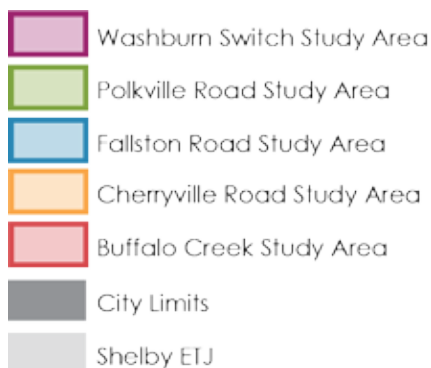 Washburn Switch Study Area
Polkville Road Study Area
Fallston Road Study Area
Cherryville Road Study Area
Buffalo Creek Study Area
City Limits
Shelby ETJ